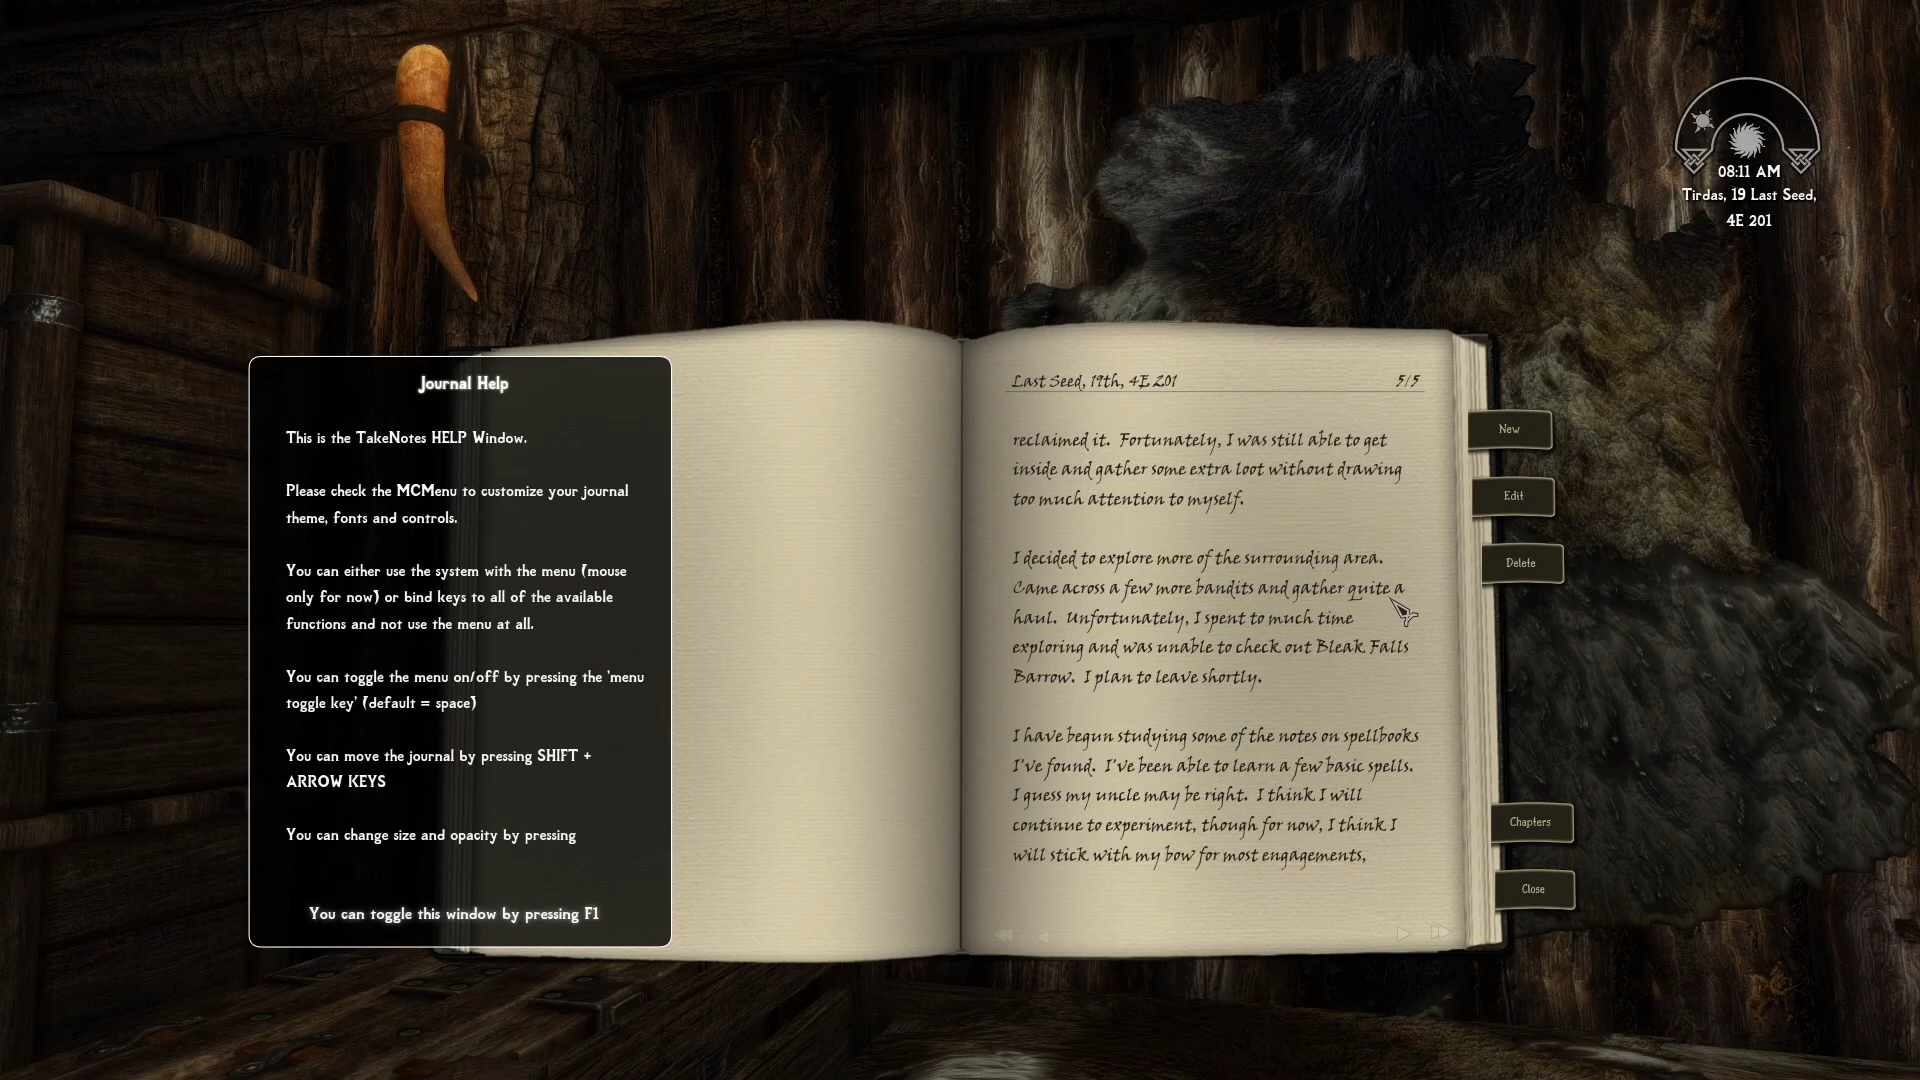 08:11 AM
Tirdas, 19 Last Seed,
4E 201
Journal Help
This is the TakeNotes HELP Window.
Please check the MCMenu to customize your journal
theme, fonts and controls.
You can either use the system with the menu (mouse
only for now) or bind keys to all of the available
functions and not use the menu at all.
You can toggle the menu on/off by pressing the 'menu
toggle key' (default = space)
You can move the journal by pressing SHIFT +
ARROW KEYS
You can change size and opacity by pressing
You can toggle this window by pressing F1
Last Seed, 19th, 4E 201
5/5
reclaimed it. Fortunately, I was still able to get
inside and gather some extra loot without drawing
too much attention to myself.
I decided to explore more of the surrounding area.
Came across a few more bandits and gather quite a
haul. Unfortunately, I spent to much time
exploring and was unable to check out Bleak Falls
Barrow. I plan to leave shortly.
I have begun studying some of the notes on spellbooks
I've found. I've been able to learn a few basic spells.
I guess my uncle may be right. I think I will
continue to experiment, though for now, I think I
will stick with my bow for most engagements,
New
Edit
Delete
Chapters
Close